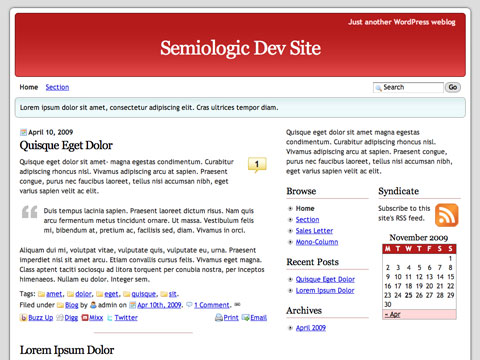 Just another WordPress weblog
Semiologic Dev Site
Home Section
Search Go
Lorem ipsum dolor sit amet, consectetur adipiscing elit. Cras ultrices tempor diam.
April 10, 2009
Quisque Eget Dolor
Quisque eget dolor sit amet- magna egestas condimentum. Curabitur
adipiscing rhoncus nisl. Vivamus adipiscing arcu at sapien. Praesent
congue, purus nec faucibus laoreet, tellus nisi accumsan nibh, eget
varius sapien velit ac elit.
1
Duis tempus lacinia sapien. Praesent laoreet dictum risus. Nam quis
arcu fermentum metus tincidunt ornare. Ut massa. Vestibulum felis
mi, bibendum at, pretium ac, facilisis sed, diam. Vivamus in orci.
Aliquam dui mi, volutpat vitae, vulputate quis, vulputate eu, urna. Praesent
imperdiet nisi sit amet arcu. Etiam convallis cursus felis. Vivamus eget magna.
Class aptent taciti sociosqu ad litora torquent per conubia nostra, per inceptos
himenaeos. Nullam eu dolor. Integer sem.
Tags: amet, dolor, eget, quisque, sit.
Filed under Blog by admin on Apr 10th, 2009. 1 Comment.
Buzz Up Digg Mixx Twitter Print Email
Lorem Ipsum Dolor
Quisque eget dolor sit amet magna egestas condimentum. Curabitur adipiscing rhoncus
nisl. Vivamus adipiscing arcu at sapien. Praesent congue, purus nec faucibus
laoreet, tellus nisi accumsan nibh, eget varius sapien velit ac elit.
Browse
Home
Section
Sales Letter
Mono-Column
Recent Posts
Quisque Eget Dolor
Lorem Ipsum Dolor
Archives
April 2009
Syndicate
Subscribe to this
site's RSS feed.
November 2009
M T W T F S S
1
2 3 4 5 6 7 8
9 10 11 12 13 14 15
16 17 18 19 20 21 22
23 24 25 26 27 28 29
30
« Apr